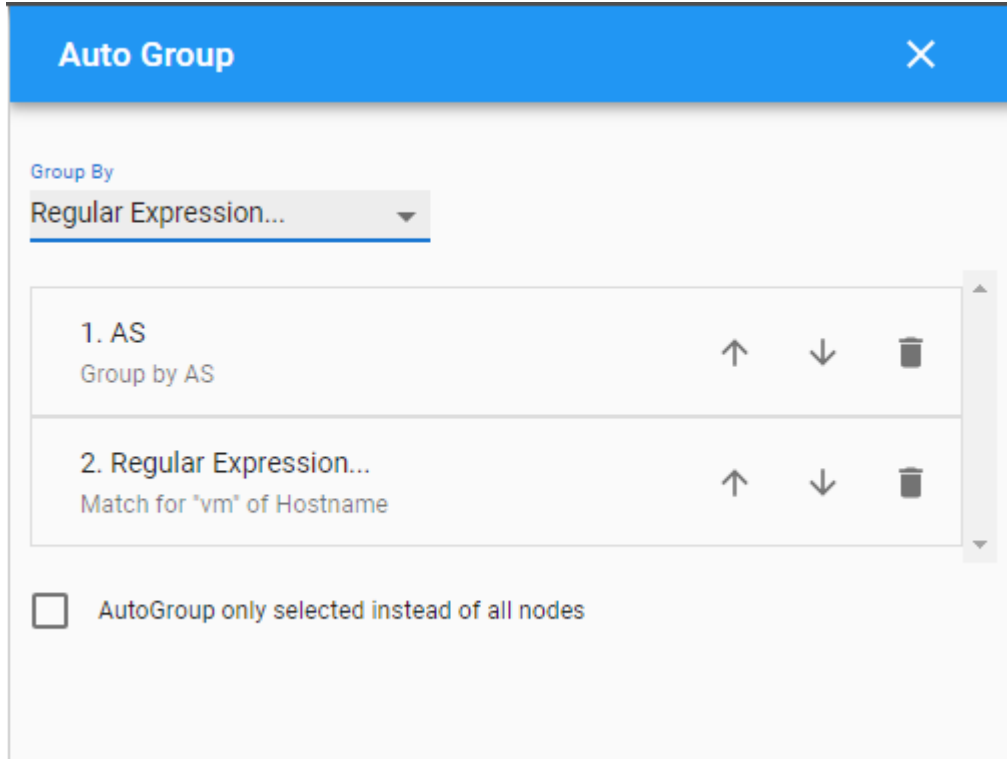 Auto Group
Group By
Regular Expression...
1. AS
Group by AS
2. Regular Expression...
Match for "vm" of Hostname
AutoGroup only selected instead of all nodes